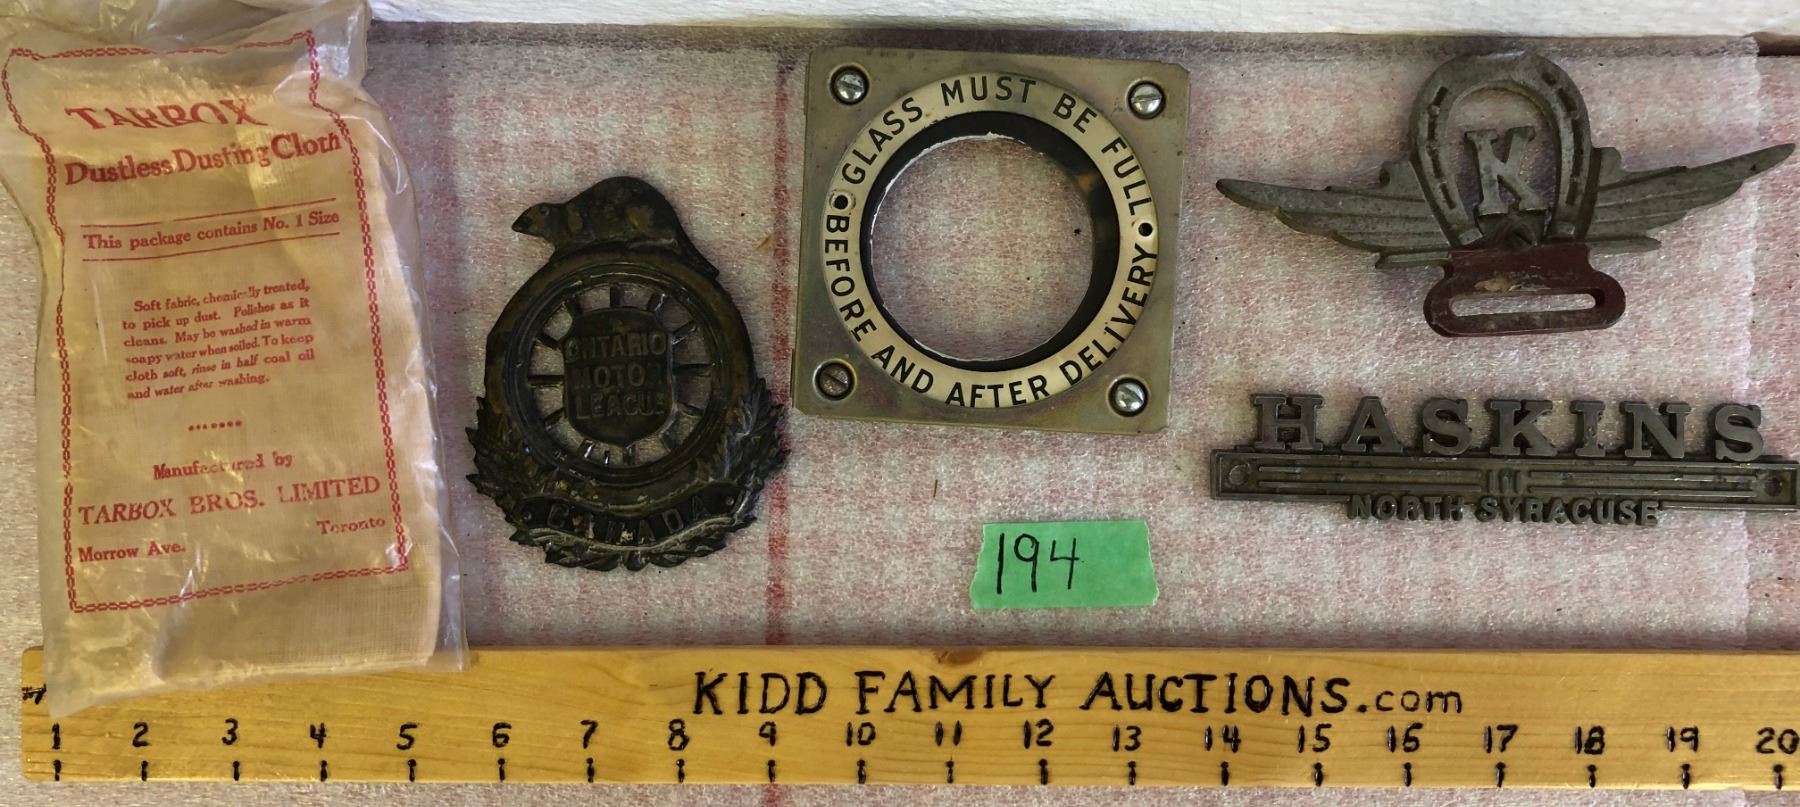 TARBOX
Dustless Dusting Cloth
This package contains No. 1 Size
Soft fabric, chemically treated,
to pick up dust. Polishes as it
cleans. May be washed in warm
soapy water when soiled. To keep
cloth soft, rinse in half coal oil
and water after washing.
Manufactured by
TARBOX BROS. LIMITED
Morrow Ave. Toronto
ONTARIO
MOTOR
LEAGUE
CANADA
GLASS MUST BE FULL
BEFORE AND AFTER DELIVERY
K
HASKINS
NORTH SYRACUSE
194
KIDD FAMILY AUCTIONS.com
1 2 3 4 5 6 7 8 9 10 11 12 13 14 15 16 17 18 19 20